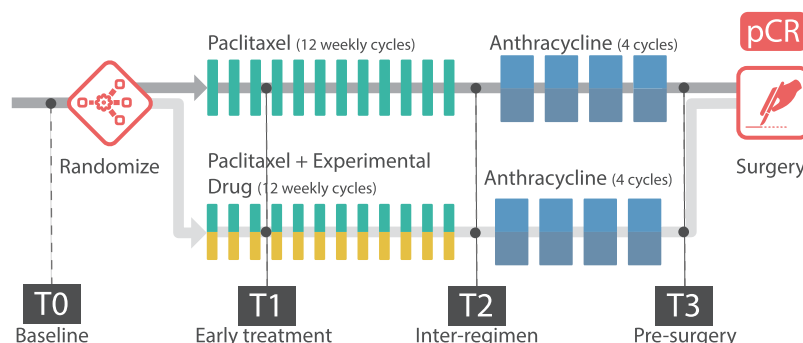 pCR
Paclitaxel (12 weekly cycles)
Anthracycline (4 cycles)
Randomize
Surgery
Paclitaxel + Experimental
Drug (12 weekly cycles)
Anthracycline (4 cycles)
T0
Baseline
T1
Early treatment
T2
Inter-regimen
T3
Pre-surgery